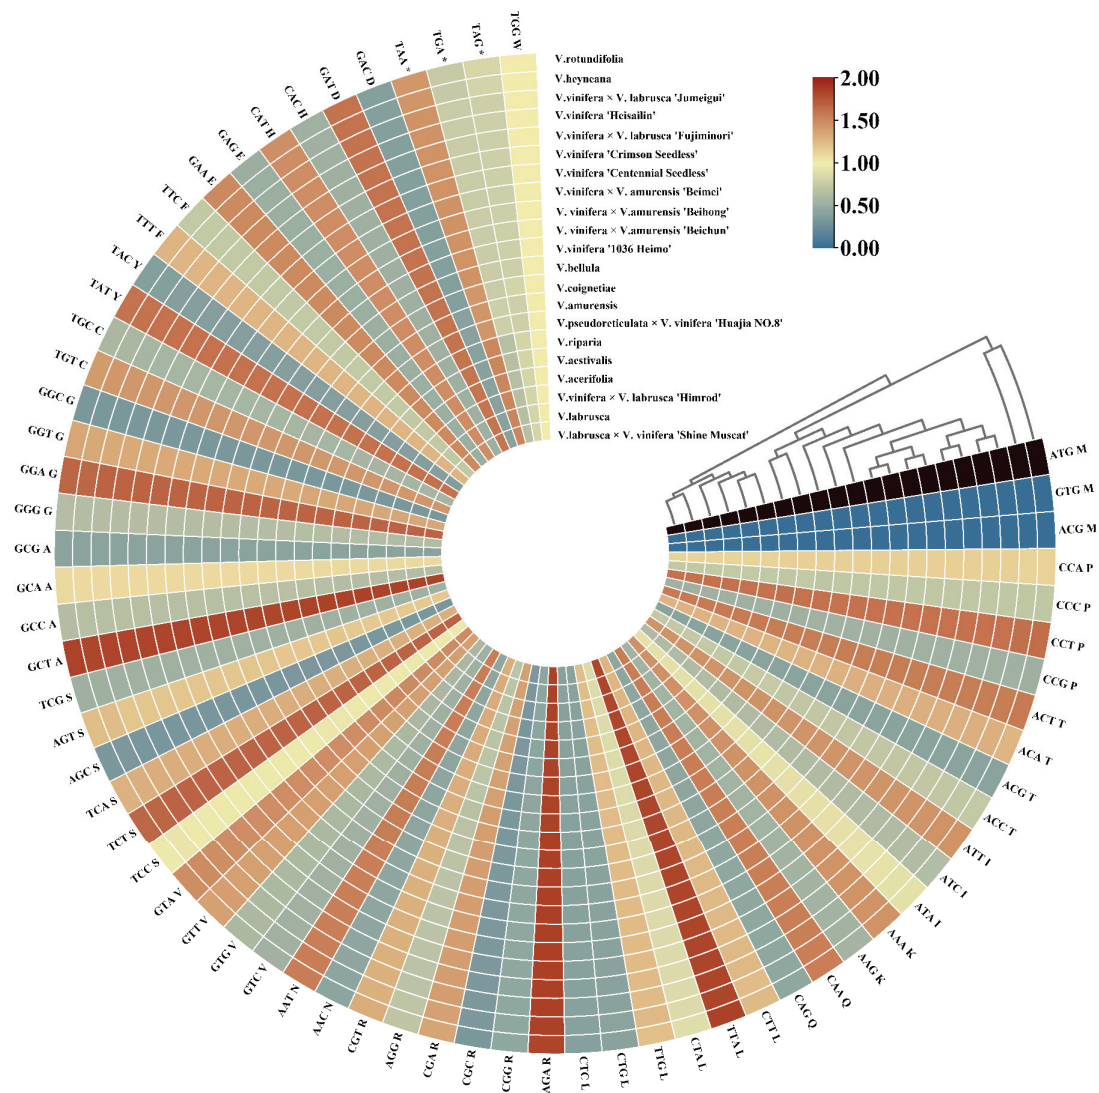 V.rotundifolia
V.heyneana
V.vinifera × V. labrusca 'Jumeigui'
V.vinifera 'Heisailin'
V.vinifera × V. labrusca 'Fujiminori'
V.vinifera 'Crimson Seedless'
V.vinifera 'Centennial Seedless'
V.vinifera × V. amurensis 'Beimei'
V. vinifera × V.amurensis 'Beihong'
V. vinifera × V.amurensis 'Beichun'
V.vinifera '1036 Heimo'
V.bellula
V.coignetiae
V.amurensis
V.pseudoreticulata × V. vinifera 'Huajia NO.8'
V.riparia
V.aestivalis
V.acerifolia
V.vinifera × V. labrusca 'Himrod'
V.labrusca
V.labrusca × V. vinifera 'Shine Muscat'
2.00
1.50
1.00
0.50
0.00
ATG M
GTG M
ACG M
CCA P
CCC P
CCT P
CCG P
ACT T
ACA T
ACG T
ACC T
ATT I
ATC I
ATA I
AAA K
AAG K
CAA Q
CAG Q
CTT L
TTA L
CTA L
TTG L
CTG L
CTC L
AGA R
CGG R
CGC R
CGA R
AGG R
CGT R
AAC N
AAT N
GTC V
GTG V
GTT V
GTA V
TCC S
TCT S
TCA S
AGC S
AGT S
TCG S
GCT A
GCC A
GCA A
GCG A
GGG G
GGA G
GGT G
GGC G
TGT C
TGC C
TAT Y
TAC Y
TTT F
TTC F
GAA E
GAG E
CAT H
CAC H
GAT D
GAC D
TAA *
TGA *
TAG *
TGG W